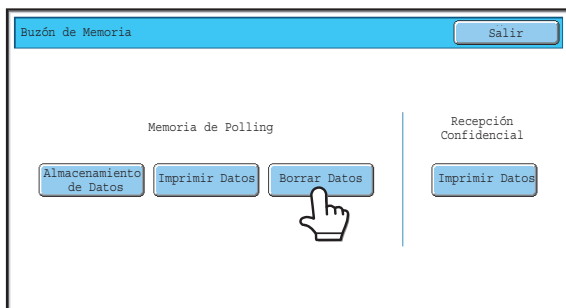 Buzón de Memoria
Salir
Memoria de Polling
Almacenamiento
de Datos
Imprimir Datos
Borrar Datos
Recepción
Confidencial
Imprimir Datos